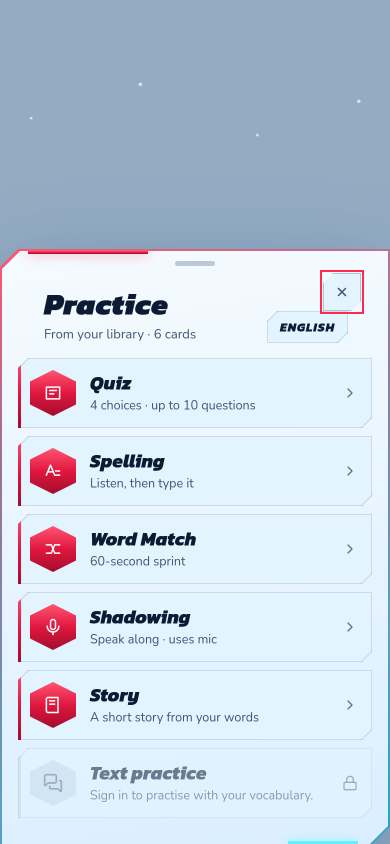 Practice
From your library · 6 cards
ENGLISH
Quiz
4 choices · up to 10 questions
Spelling
Listen, then type it
Word Match
60-second sprint
Shadowing
Speak along · uses mic
Story
A short story from your words
Text practice
Sign in to practise with your vocabulary.